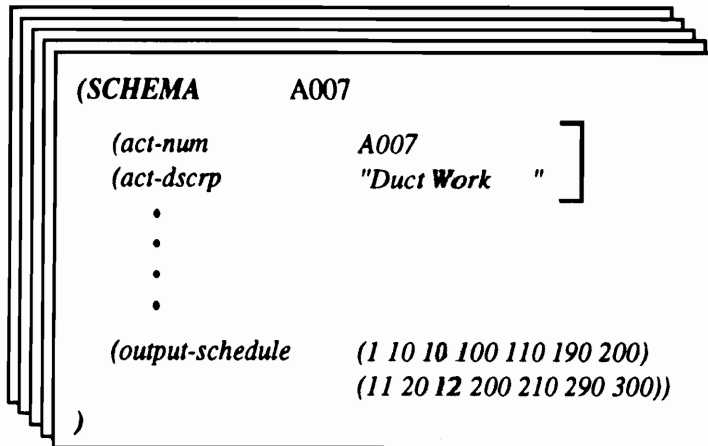 (SCHEMA A007
(act-num A007
(act-dscrp "Duct Work "
•
•
•
•
(output-schedule (1 10 10 100 110 190 200)
(11 20 12 200 210 290 300))
)